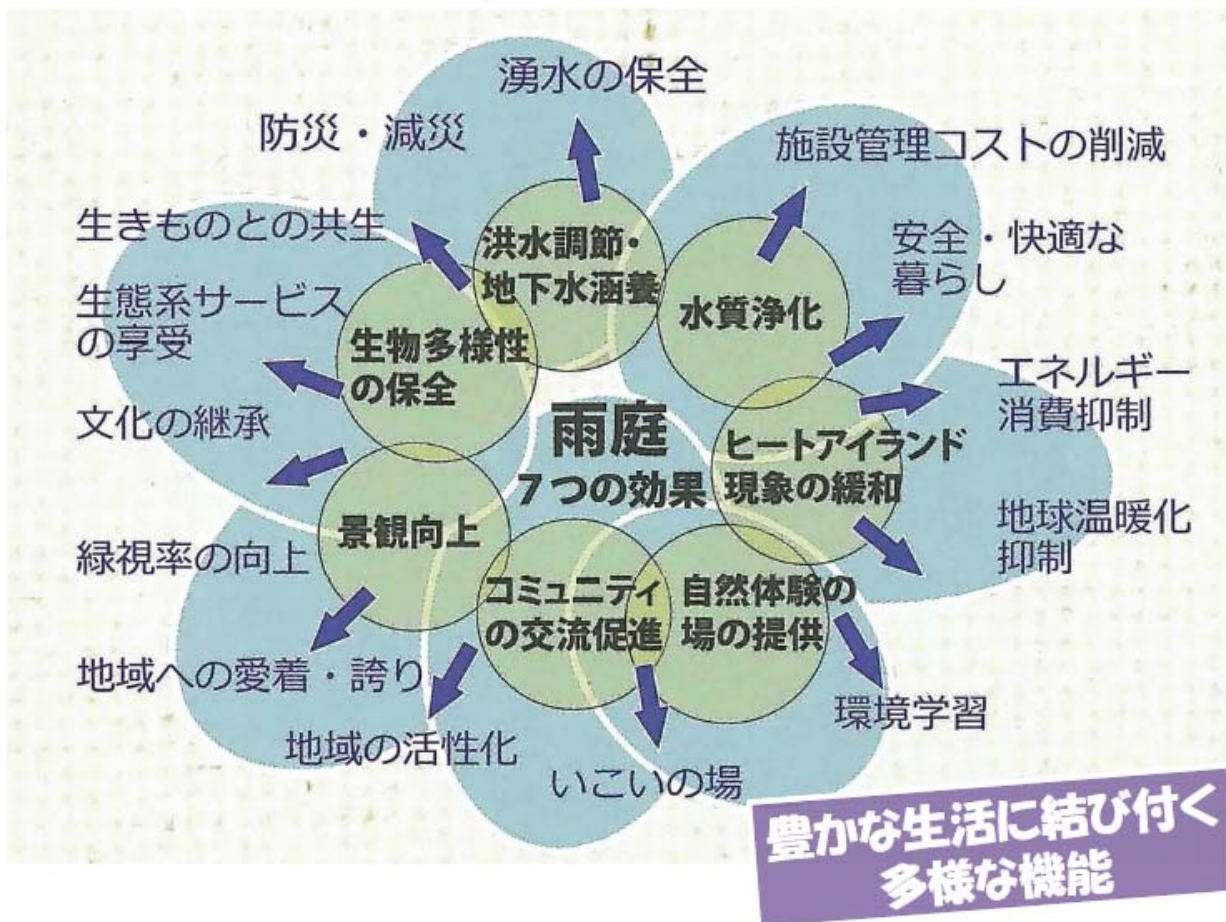 湧水の保全
防災・減災
施設管理コストの削減
生きものとの共生
洪水調節・
地下水涵養
安全・快適な
暮らし
水質浄化
生態系サービス
の享受
生物多様性
の保全
エネルギー
消費抑制
文化の継承
雨庭
7つの効果
ヒートアイランド
現象の緩和
景観向上
地球温暖化
抑制
緑視率の向上
コミュニティ
の交流促進
自然体験の
場の提供
地域への愛着・誇り
環境学習
地域の活性化
いこいの場
豊かな生活に結び付く
多様な機能